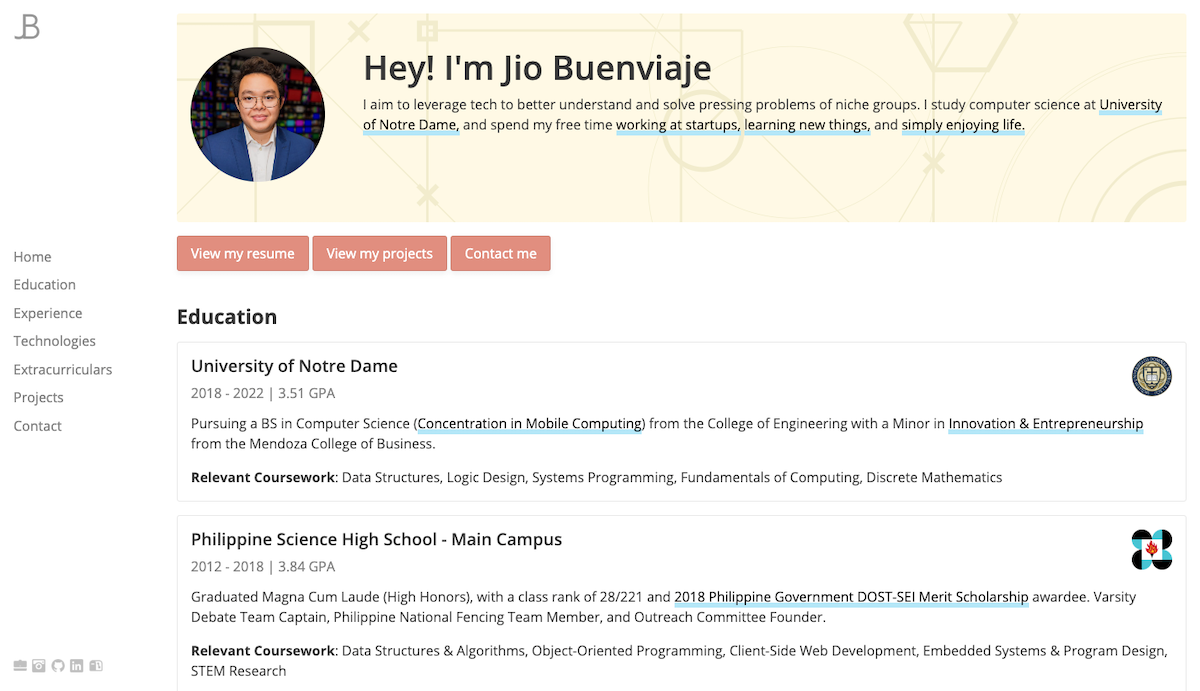 JB
Hey! I'm Jio Buenviaje
I aim to leverage tech to better understand and solve pressing problems of niche groups. I study computer science at University
of Notre Dame, and spend my free time working at startups, learning new things, and simply enjoying life.
View my resume
View my projects
Contact me
Home
Education
Experience
Technologies
Extracurriculars
Projects
Contact
Education
University of Notre Dame
2018 - 2022 | 3.51 GPA
Pursuing a BS in Computer Science (Concentration in Mobile Computing) from the College of Engineering with a Minor in Innovation & Entrepreneurship
from the Mendoza College of Business.
Relevant Coursework: Data Structures, Logic Design, Systems Programming, Fundamentals of Computing, Discrete Mathematics
Philippine Science High School - Main Campus
2012 - 2018 | 3.84 GPA
Graduated Magna Cum Laude (High Honors), with a class rank of 28/221 and 2018 Philippine Government DOST-SEI Merit Scholarship awardee. Varsity
Debate Team Captain, Philippine National Fencing Team Member, and Outreach Committee Founder.
Relevant Coursework: Data Structures & Algorithms, Object-Oriented Programming, Client-Side Web Development, Embedded Systems & Program Design,
STEM Research